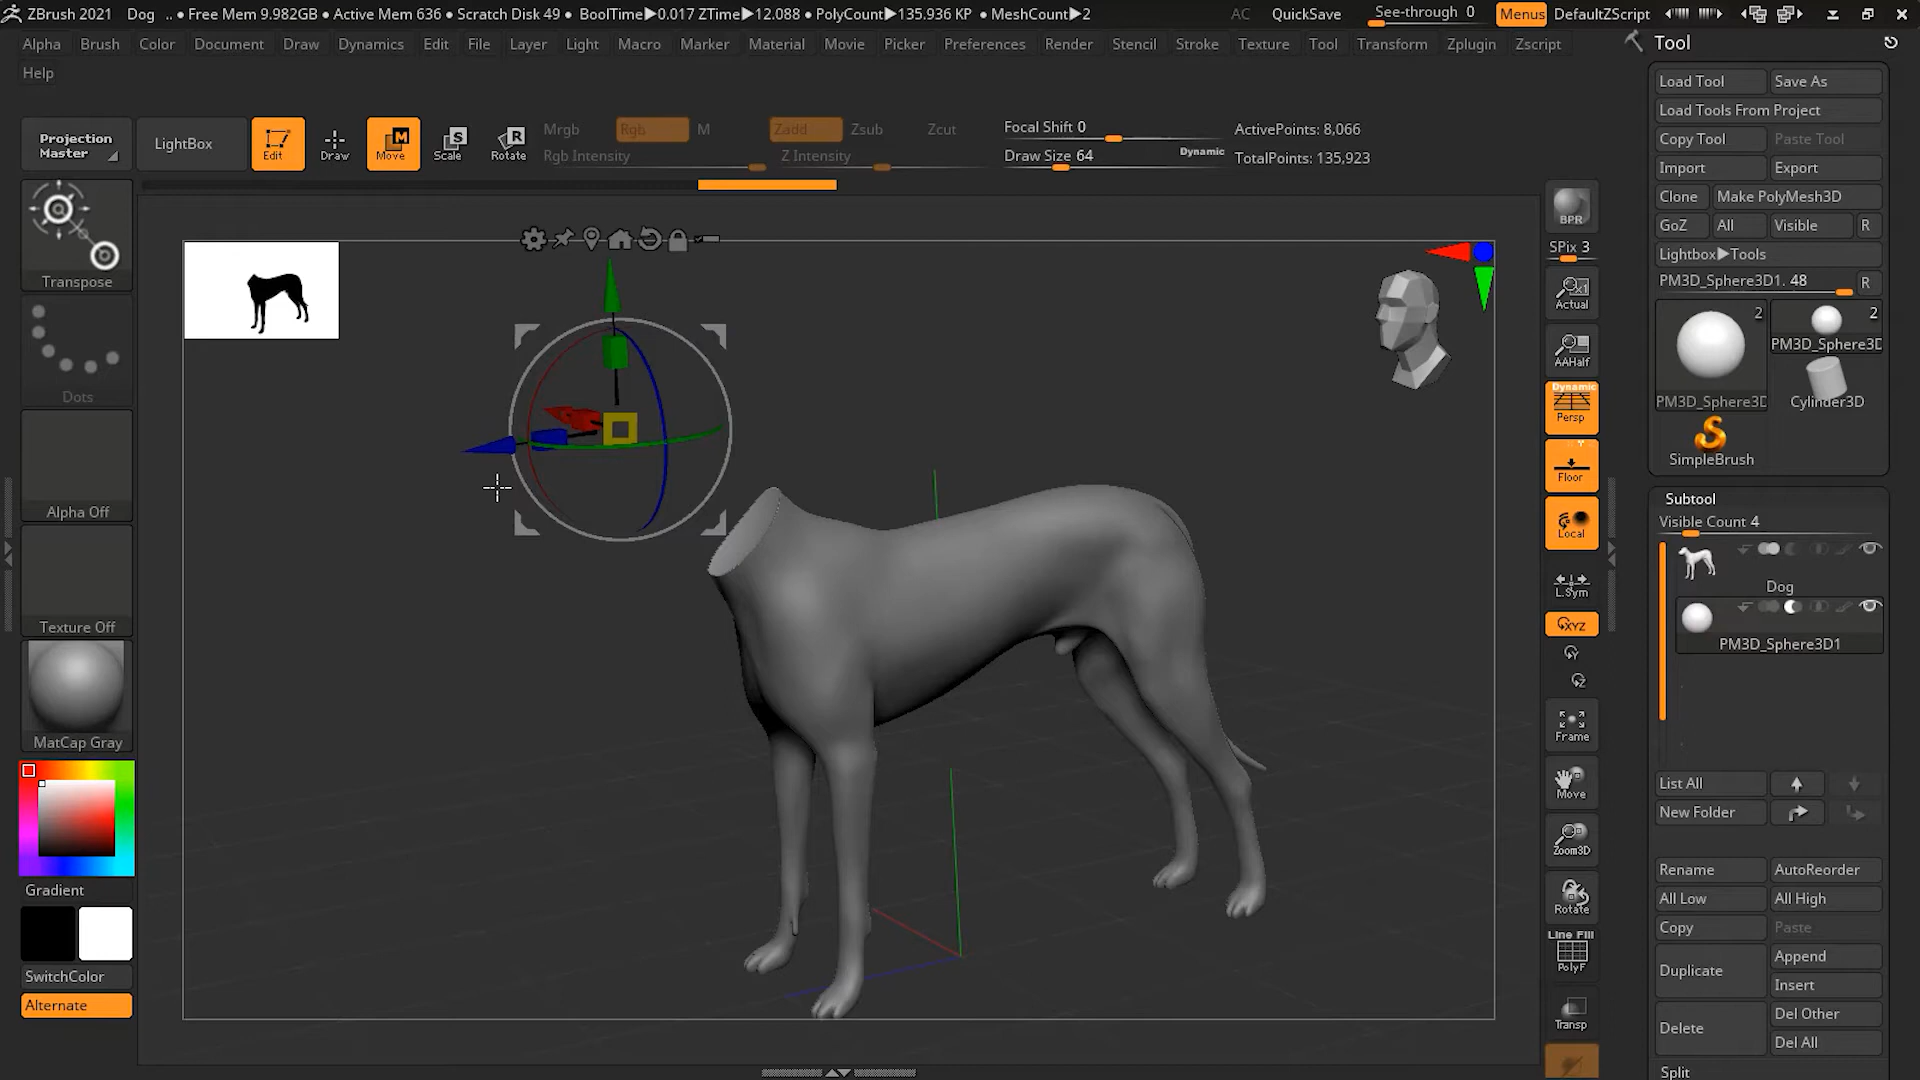 ZBrush 2021 Dog .. • Free Mem 9.982GB • Active Mem 636 • Scratch Disk 49 • BoolTime▶0.017 ZTime▶12.088 • PolyCount▶135.936 KP • MeshCount▶2 AC QuickSave See-through 0 Menus DefaultZScript
Alpha Brush Color Document Draw Dynamics Edit File Layer Light Macro Marker Material Movie Picker Preferences Render Stencil Stroke Texture Tool Transform Zplugin Zscript
Help
Projection Master
LightBox
Edit
Draw
Move M
Scale S
Rotate R
Mrgb Rgb M
Rgb Intensity
Zadd Zsub Zcut
Z Intensity
Focal Shift 0
Draw Size 64
Dynamic
ActivePoints: 8,066
TotalPoints: 135,923
Transpose
Dots
Alpha Off
Texture Off
MatCap Gray
Gradient
SwitchColor
Alternate
BPR
SPix 3
x1
Actual
AAHalf
Dynamic
Persp
Floor
Local
L.Sym
XYZ
Y
Z
Frame
Move
Zoom3D
Rotate
Line Fill
PolyF
Transp
Tool
Load Tool Save As
Load Tools From Project
Copy Tool Paste Tool
Import Export
Clone Make PolyMesh3D
GoZ All Visible R
Lightbox▶Tools
PM3D_Sphere3D1. 48 R
2 2
PM3D_Sphere3D
PM3D_Sphere3D Cylinder3D
SimpleBrush
Subtool
Visible Count 4
Dog
PM3D_Sphere3D1
List All
New Folder
Rename AutoReorder
All Low All High
Copy Paste
Duplicate Append
Insert
Delete Del Other
Del All
Split